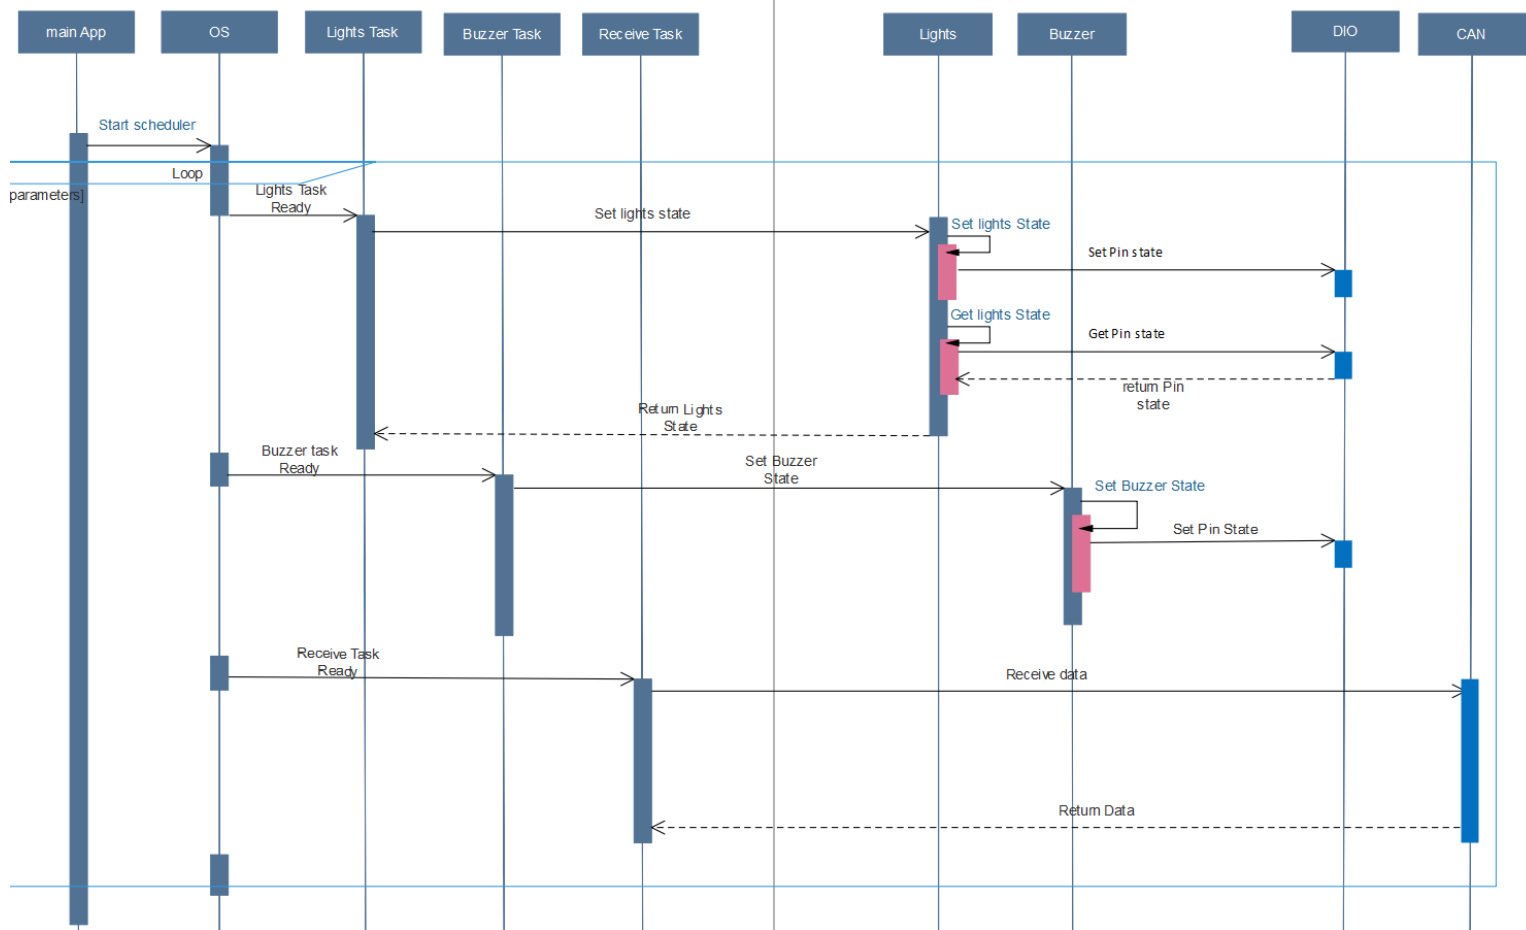 main App
OS
Lights Task
Buzzer Task
Receive Task
Lights
Buzzer
DIO
CAN
Start scheduler
Loop
parameters]
Lights Task
Ready
Set lights state
Set lights State
Set Pin state
Get lights State
Get Pin state
return Pin
state
Return Lights
State
Buzzer task
Ready
Set Buzzer
State
Set Buzzer State
Set Pin State
Receive Task
Ready
Receive data
Return Data